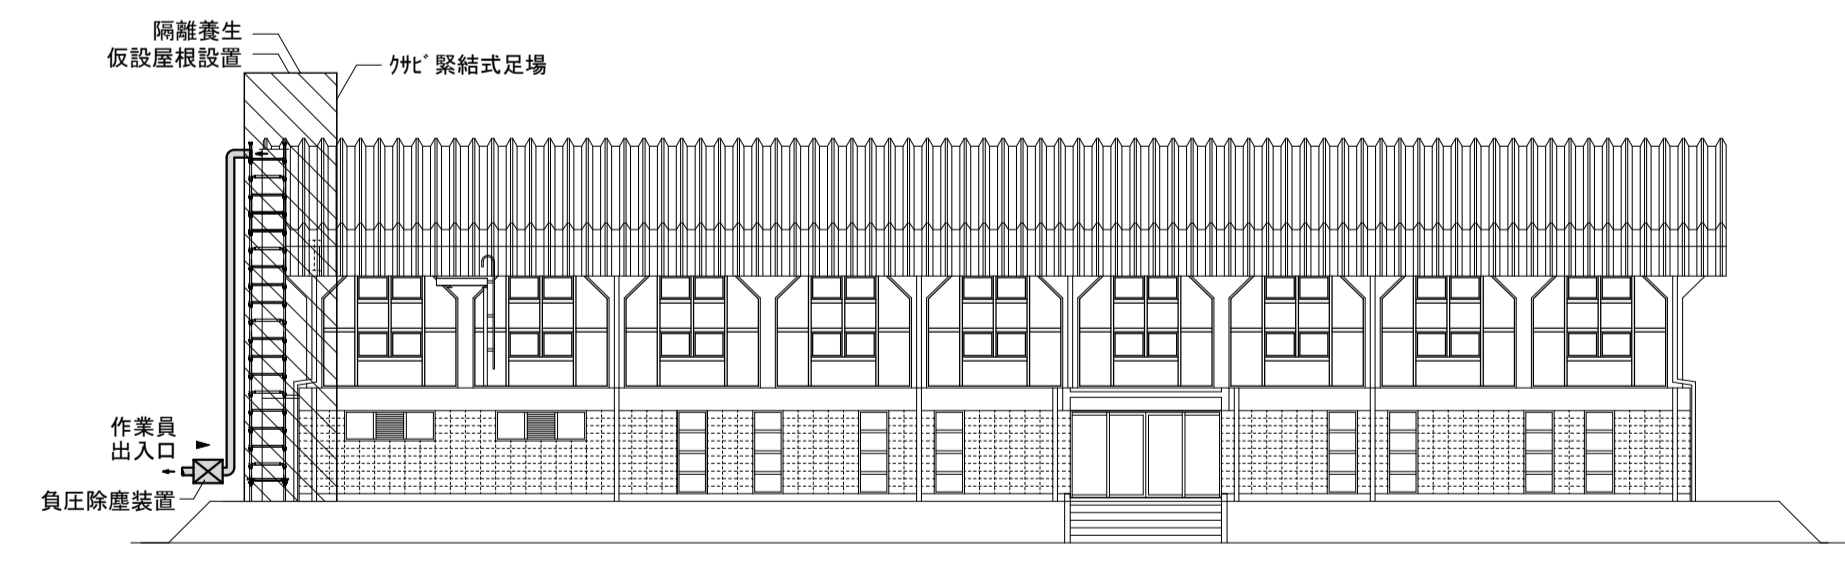 隔離養生
仮設屋根設置
ｸｻﾋﾞ緊結式足場
作業員
出入口
負圧除塵装置